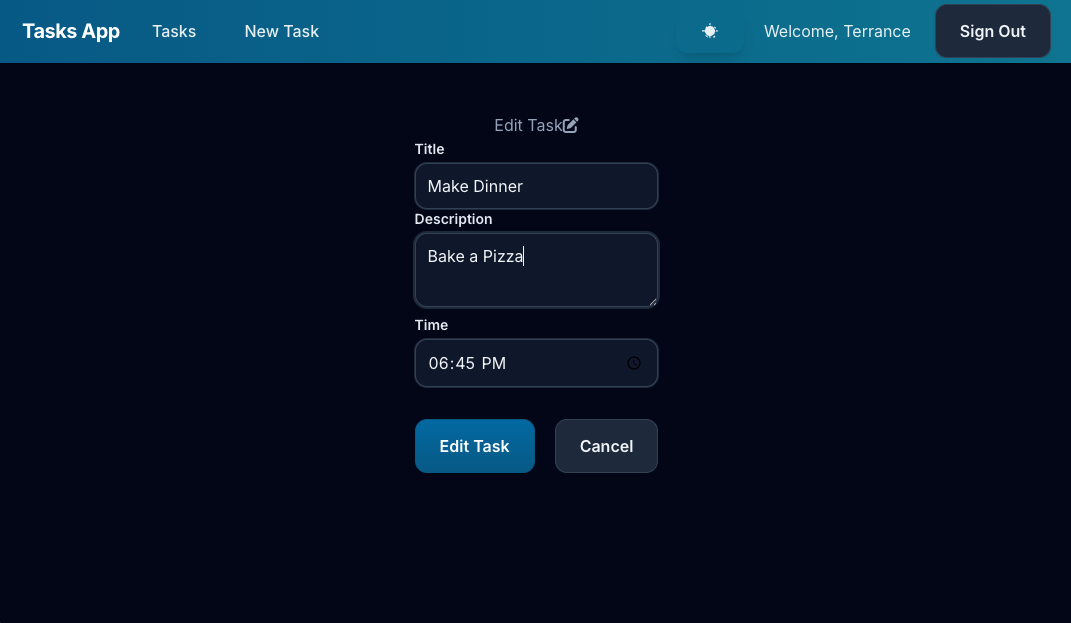 Tasks App Tasks New Task Welcome, Terrance Sign Out
Edit Task
Title
Make Dinner
Description
Bake a Pizza
Time
06:45 PM
Edit Task Cancel